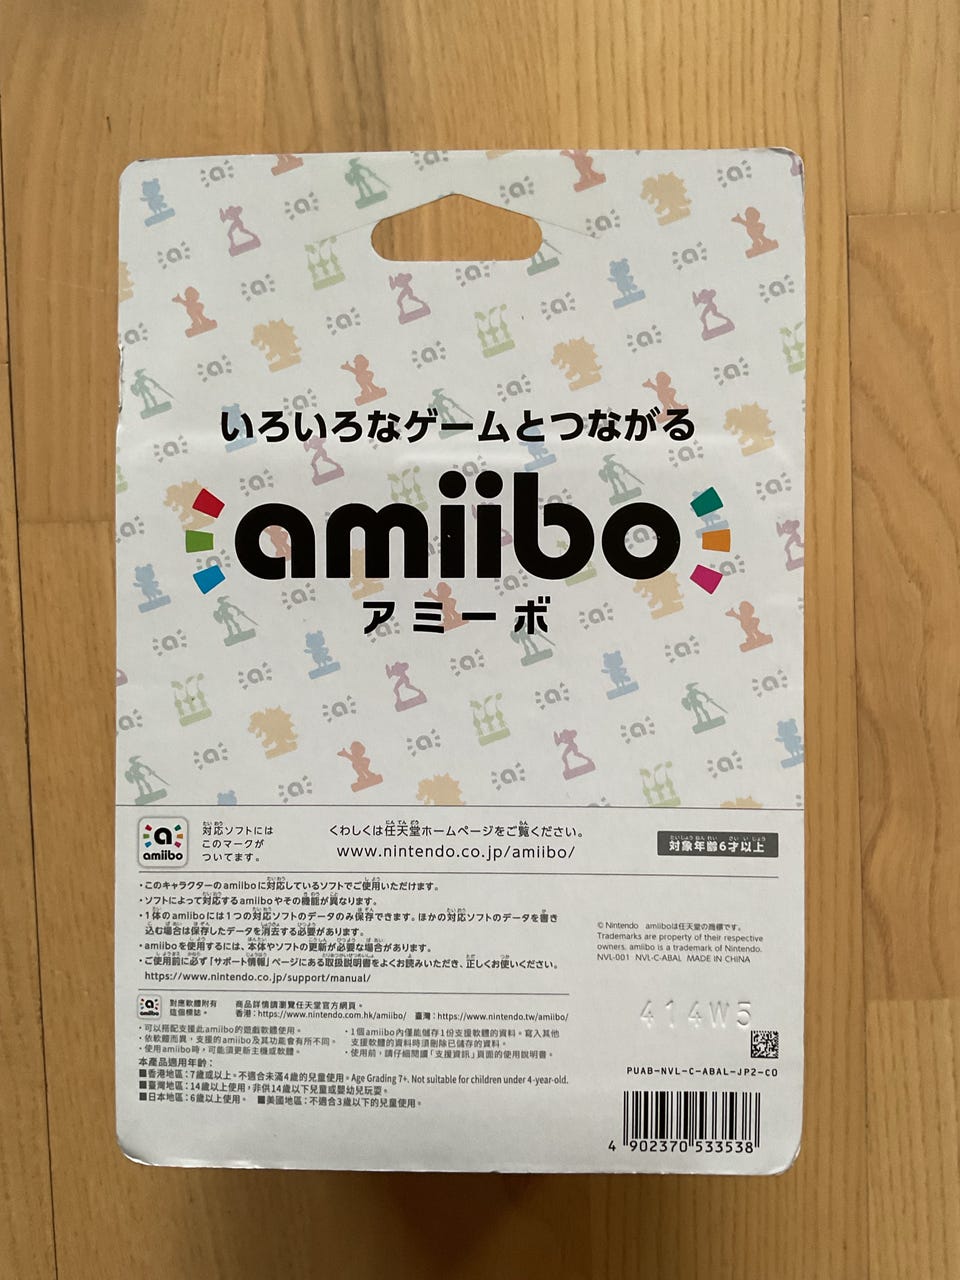 いろいろなゲームとつながる
amiibo
アミーボ
amiibo
対応ソフトには
このマークが
ついてます。
くわしくは任天堂ホームページをご覧ください。
www.nintendo.co.jp/amiibo/
対象年齢6才以上
・このキャラクターのamiiboに対応しているソフトでご使用いただけます。
・ソフトによって対応するamiiboやその機能が異なります。
・1体のamiiboには1つの対応ソフトのデータのみ保存できます。ほかの対応ソフトのデータを書き
込む場合は保存したデータを消去する必要があります。
・amiiboを使用するには、本体やソフトの更新が必要な場合があります。
・ご使用前に必ず「サポート情報」ページにある取扱説明書をよくお読みいただき、正しくお使いください。
https://www.nintendo.co.jp/support/manual/
© Nintendo amiiboは任天堂の商標です。
Trademarks are property of their respective
owners. amiibo is a trademark of Nintendo.
NVL-001 NVL-C-ABAL MADE IN CHINA
amiibo
對應軟體附有
這個標誌。
商品詳情請瀏覽任天堂官方網頁。
香港：https://www.nintendo.com.hk/amiibo/ 臺灣：https://www.nintendo.tw/amiibo/
・可以搭配支援此amiibo的遊戲軟體使用。
・依軟體而異，支援的amiibo及其功能會有所不同。
・使用amiibo時，可能須更新主機或軟體。
・1個amiibo內僅能儲存1份支援軟體的資料。寫入其他
支援軟體的資料時須刪除已儲存的資料。
・使用前，請仔細閱讀「支援資訊」頁面的使用說明書。
本產品適用年齡：
■香港地區：7歲或以上。不適合未滿4歲的兒童使用。Age Grading 7+. Not suitable for children under 4-year-old.
■臺灣地區：14歲以上使用，非供14歲以下兒童或嬰幼兒玩耍。
■日本地區：6歲以上使用。 ■美國地區：不適合3歲以下的兒童使用。
414W5
PUAB-NVL-C-ABAL-JP2-C0
4 902370 533538